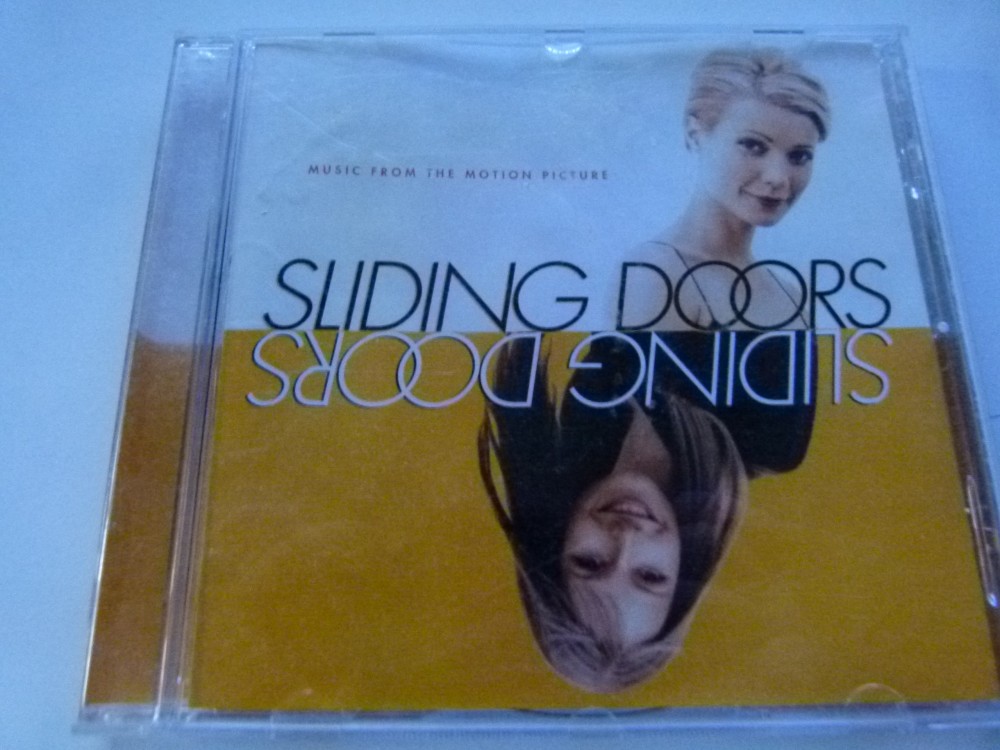 MUSIC FROM THE MOTION PICTURE
SLIDING DOORS
SLIDING DOORS